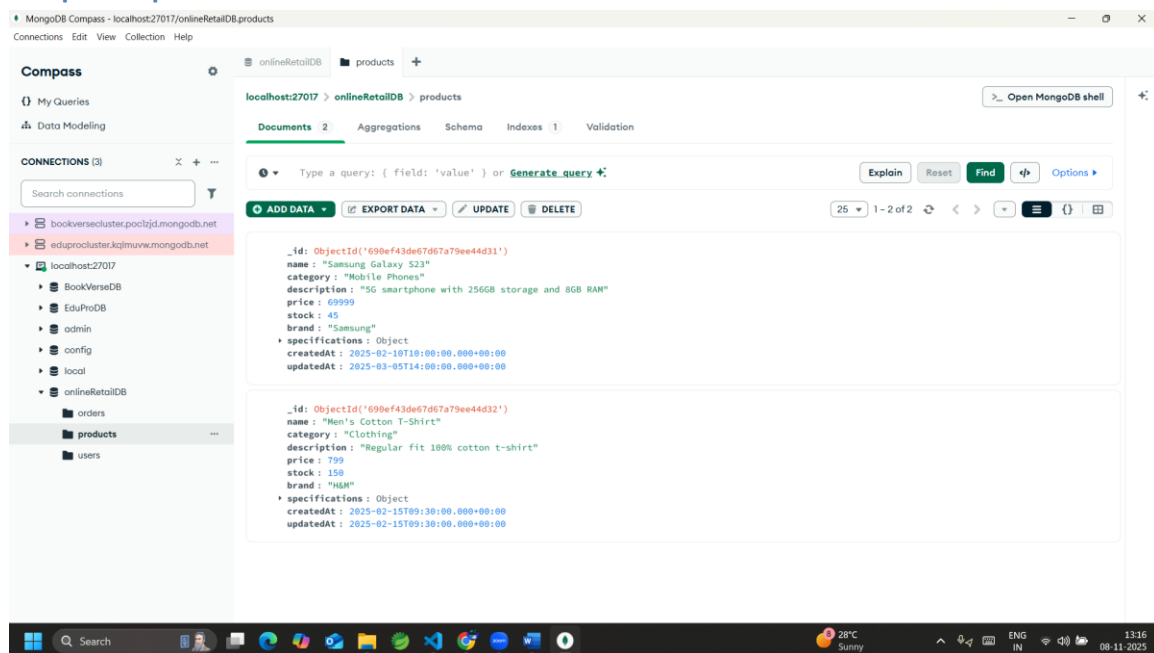 MongoDB Compass - localhost:27017/onlineRetailDB.products
Connections Edit View Collection Help
Compass
onlineRetailDB products
{} My Queries
Data Modeling
localhost:27017 > onlineRetailDB > products
>_ Open MongoDB shell
Documents 2 Aggregations Schema Indexes 1 Validation
CONNECTIONS (3)
Search connections
Type a query: { field: 'value' } or Generate query
Explain Reset Find </> Options
ADD DATA EXPORT DATA UPDATE DELETE
25 1 – 2 of 2
bookversecluster.poc1zjd.mongodb.net
eduprocluster.kqimuvw.mongodb.net
localhost:27017
BookVerseDB
EduProDB
admin
config
local
onlineRetailDB
orders
products
users
_id: ObjectId('690ef43de67d67a79ee44d31')
name : "Samsung Galaxy S23"
category : "Mobile Phones"
description : "5G smartphone with 256GB storage and 8GB RAM"
price : 69999
stock : 45
brand : "Samsung"
specifications : Object
createdAt : 2025-02-10T10:00:00.000+00:00
updatedAt : 2025-03-05T14:00:00.000+00:00
_id: ObjectId('690ef43de67d67a79ee44d32')
name : "Men's Cotton T-Shirt"
category : "Clothing"
description : "Regular fit 100% cotton t-shirt"
price : 799
stock : 150
brand : "H&M"
specifications : Object
createdAt : 2025-02-15T09:30:00.000+00:00
updatedAt : 2025-02-15T09:30:00.000+00:00
Search
8
28°C
Sunny
ENG
IN
13:16
08-11-2025